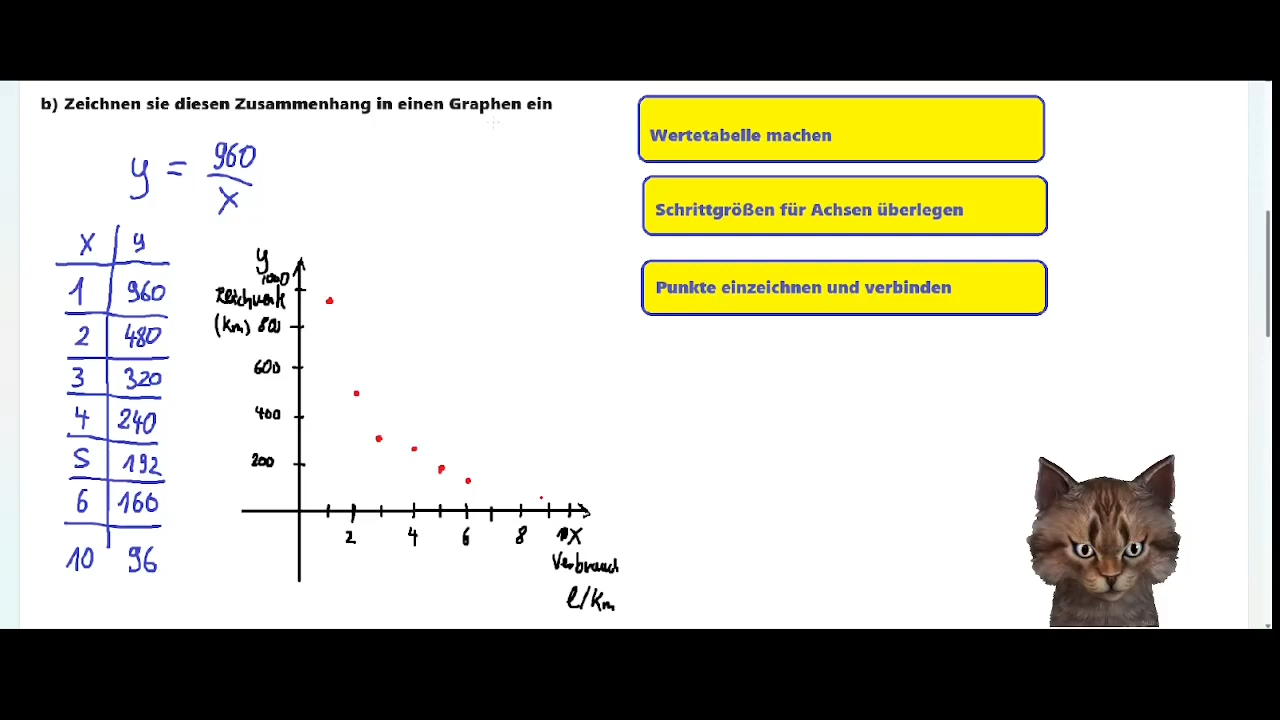 b) Zeichnen sie diesen Zusammenhang in einen Graphen ein
y = 960/x
x y
1 960
2 480
3 320
4 240
5 192
6 160
10 96
y
1000
Reichweite
(Km) 800
600
400
200
2 4 6 8 10 X
Verbrauch
l/Km
Wertetabelle machen
Schrittgrößen für Achsen überlegen
Punkte einzeichnen und verbinden